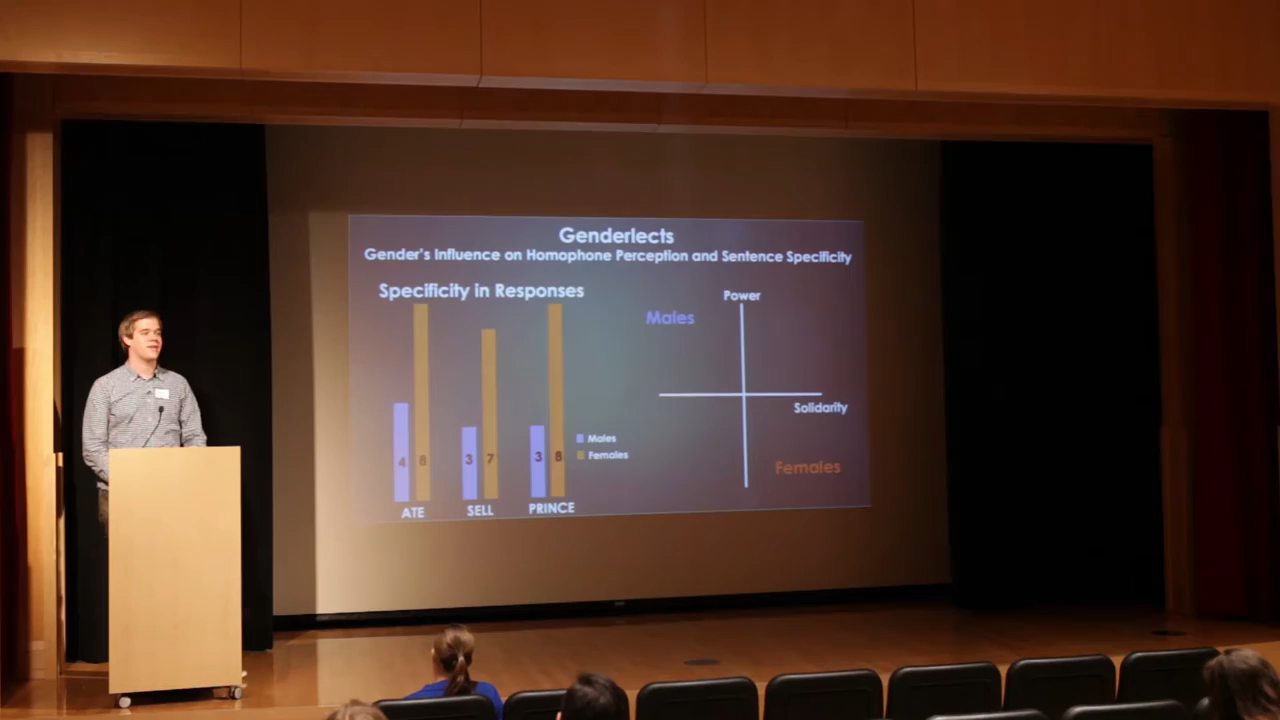 Genderlects
Gender's Influence on Homophone Perception and Sentence Specificity
Specificity in Responses
4 8
3 7
3 8
ATE SELL PRINCE
Males
Females
Power
Males
Solidarity
Females